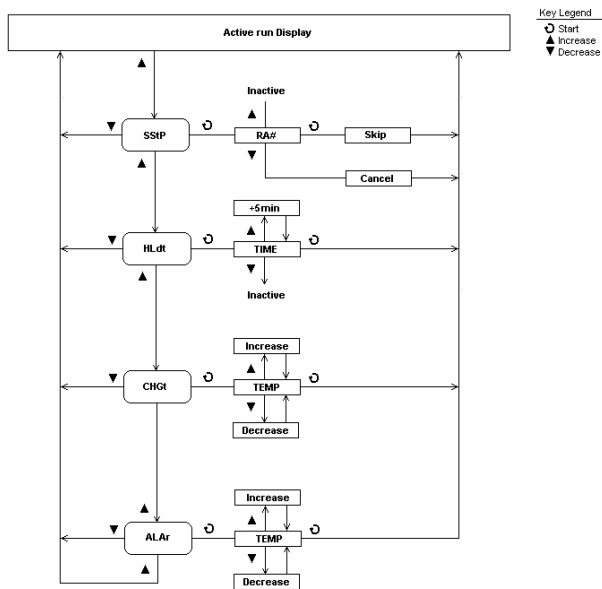 Key Legend
Start
Increase
Decrease
Active run Display
Inactive
SStP
RA#
Skip
Cancel
+5min
HLdt
TIME
Inactive
Increase
CHGt
TEMP
Decrease
Increase
ALAr
TEMP
Decrease